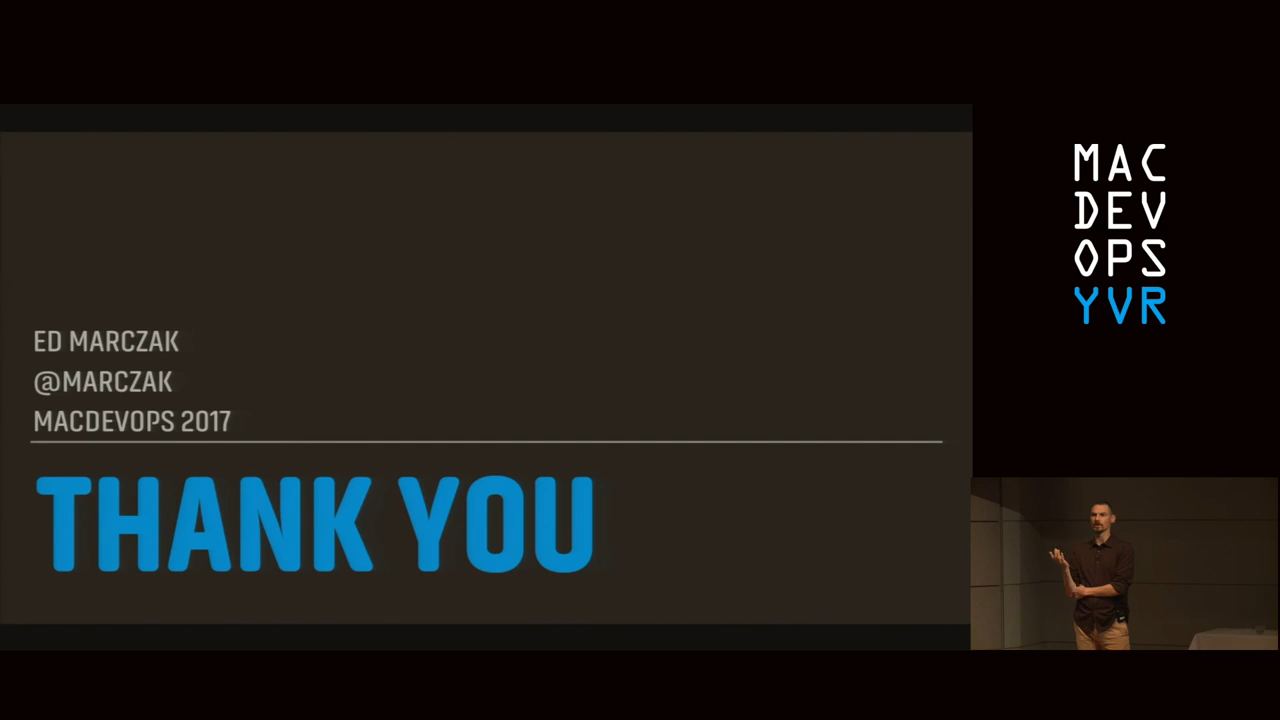 ED MARCZAK
@MARCZAK
MACDEVOPS 2017
THANK YOU
MAC
DEV
OPS
YVR